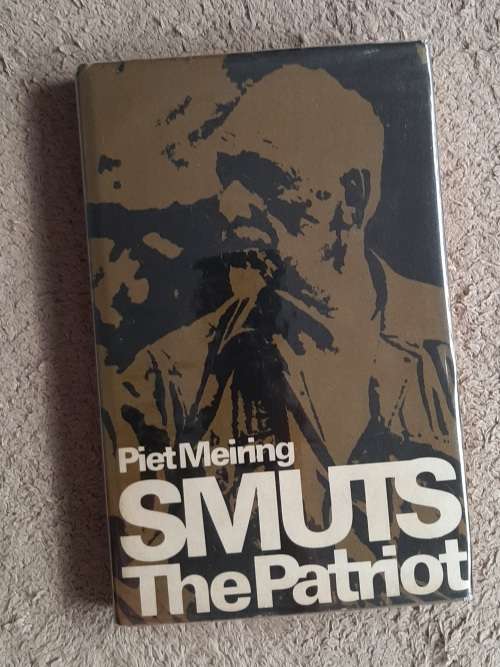 Piet Meiring
SMUTS
The Patriot